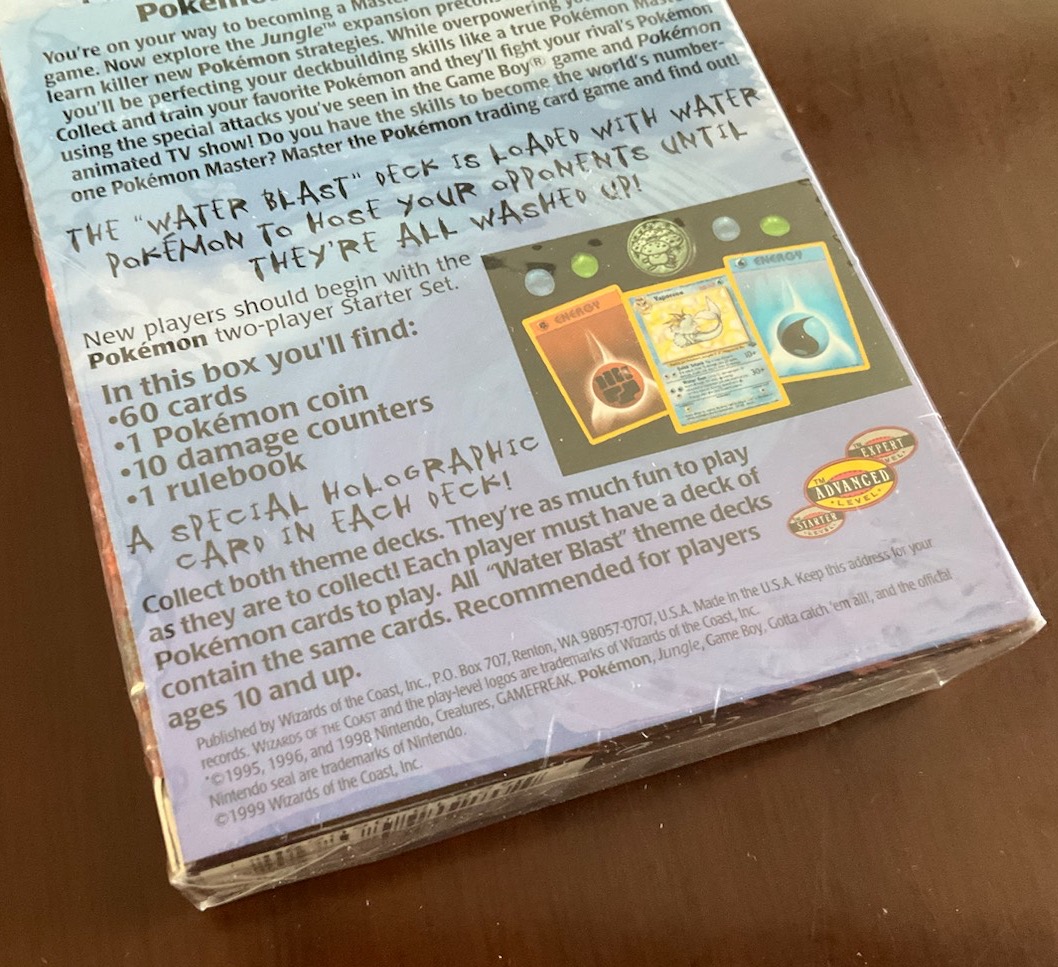 You're on your way to becoming a Master
game. Now explore the Jungle™ expansion
learn killer new Pokémon strategies. While overpowering
you'll be perfecting your deckbuilding skills like a true Pokémon
Collect and train your favorite Pokémon and they'll fight your rival's Pokémon
using the special attacks you've seen in the Game Boy® game and Pokémon
animated TV show! Do you have the skills to become the world's number-
one Pokémon Master? Master the Pokémon trading card game and find out!
THE "WATER BLAST" DECK IS LOADED WITH WATER
POKÉMON TO HOSE YOUR OPPONENTS UNTIL
THEY'RE ALL WASHED UP!
New players should begin with the
Pokémon two-player Starter Set.
In this box you'll find:
•60 cards
•1 Pokémon coin
•10 damage counters
•1 rulebook
A SPECIAL HOLOGRAPHIC
CARD IN EACH DECK!
ENERGY
Vaporeon
ENERGY
EXPERT
LEVEL
TM
ADVANCED
LEVEL
STARTER
LEVEL
Collect both theme decks. They're as much fun to play
as they are to collect! Each player must have a deck of
Pokémon cards to play. All "Water Blast" theme decks
contain the same cards. Recommended for players
ages 10 and up.
Published by Wizards of the Coast, Inc., P.O. Box 707, Renton, WA 98057-0707, U.S.A. Made in the U.S.A. Keep this address for your
records. WIZARDS OF THE COAST and the play-level logos are trademarks of Wizards of the Coast, Inc.
©1995, 1996, and 1998 Nintendo, Creatures, GAMEFREAK. Pokémon, Jungle, Game Boy, Gotta catch 'em all!, and the official
Nintendo seal are trademarks of Nintendo.
©1999 Wizards of the Coast, Inc.